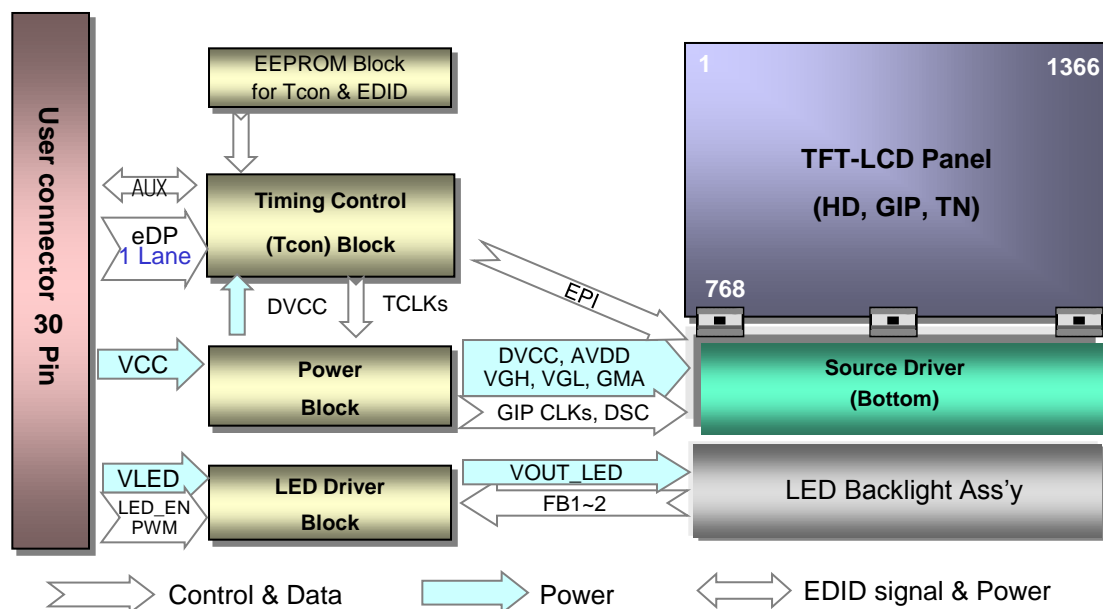 User connector 30 Pin
EEPROM Block
for Tcon & EDID
AUX
eDP
1 Lane
Timing Control
(Tcon) Block
DVCC
TCLKs
EPI
VCC
Power
Block
DVCC, AVDD
VGH, VGL, GMA
GIP CLKs, DSC
VLED
LED_EN
PWM
LED Driver
Block
VOUT_LED
FB1~2
1
1366
TFT-LCD Panel
(HD, GIP, TN)
768
Source Driver
(Bottom)
LED Backlight Ass'y
Control & Data
Power
EDID signal & Power